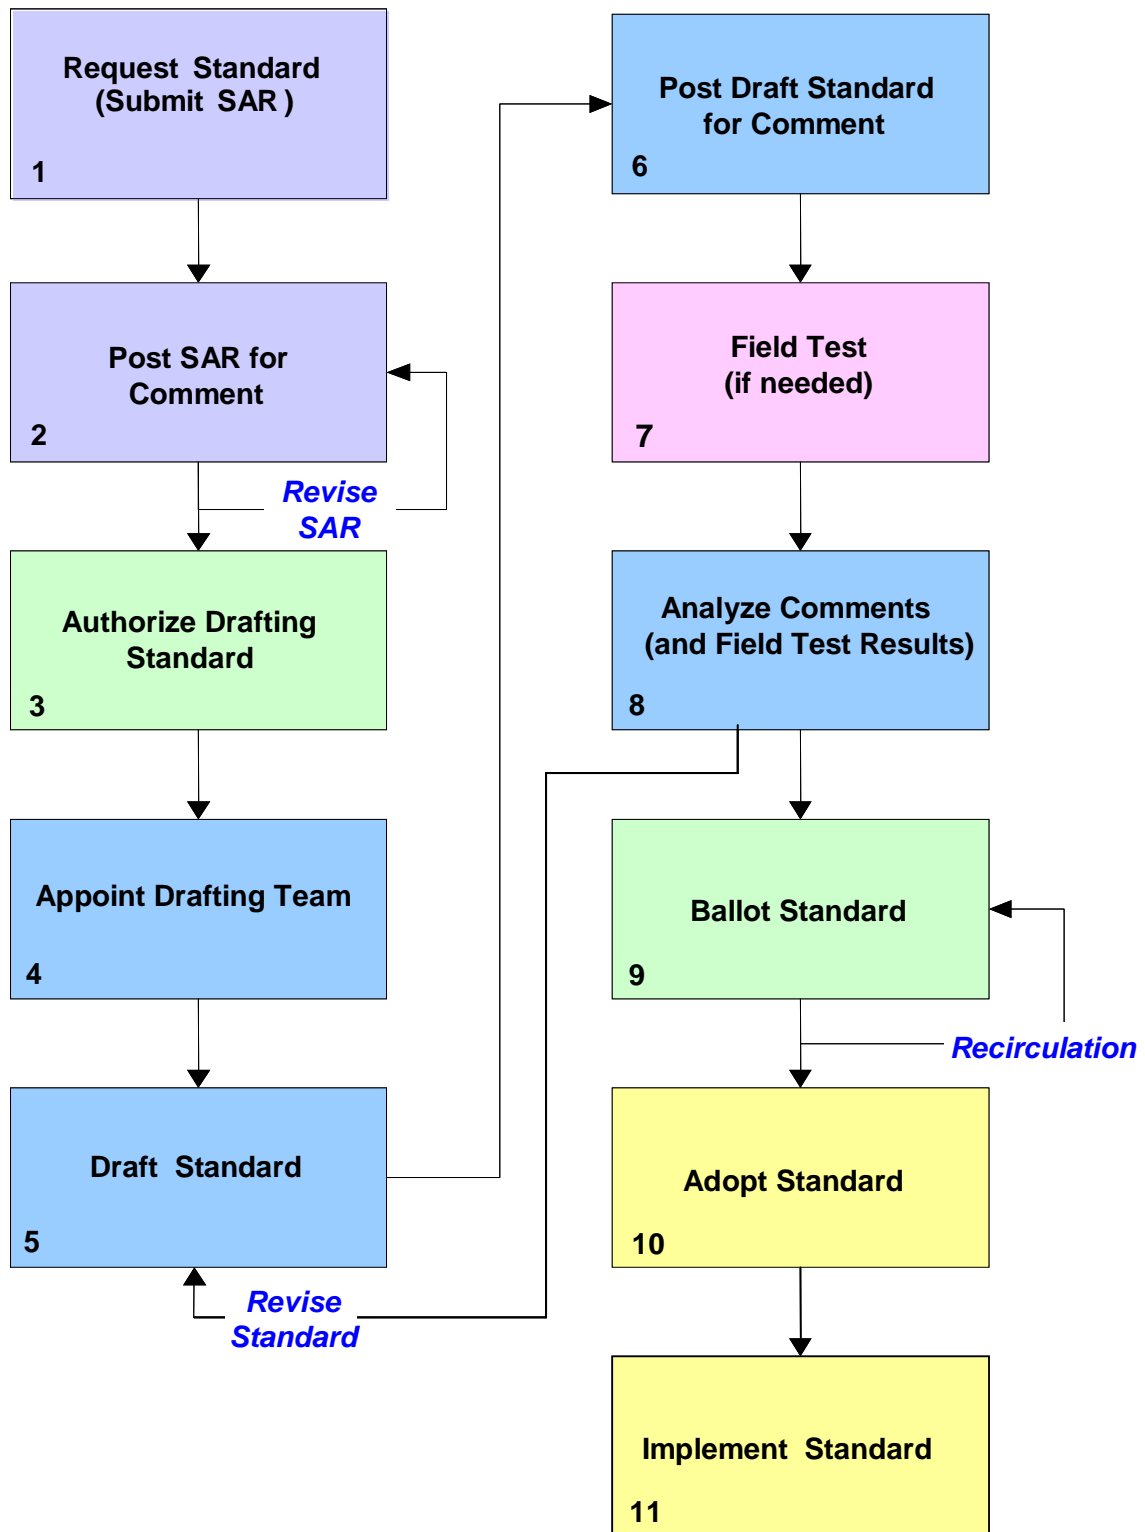 Request Standard
(Submit SAR )
1
Post SAR for
Comment
2
Revise
SAR
Authorize Drafting
Standard
3
Appoint Drafting Team
4
Draft Standard
5
Revise
Standard
Post Draft Standard
for Comment
6
Field Test
(if needed)
7
Analyze Comments
(and Field Test Results)
8
Ballot Standard
9
Recirculation
Adopt Standard
10
Implement Standard
11